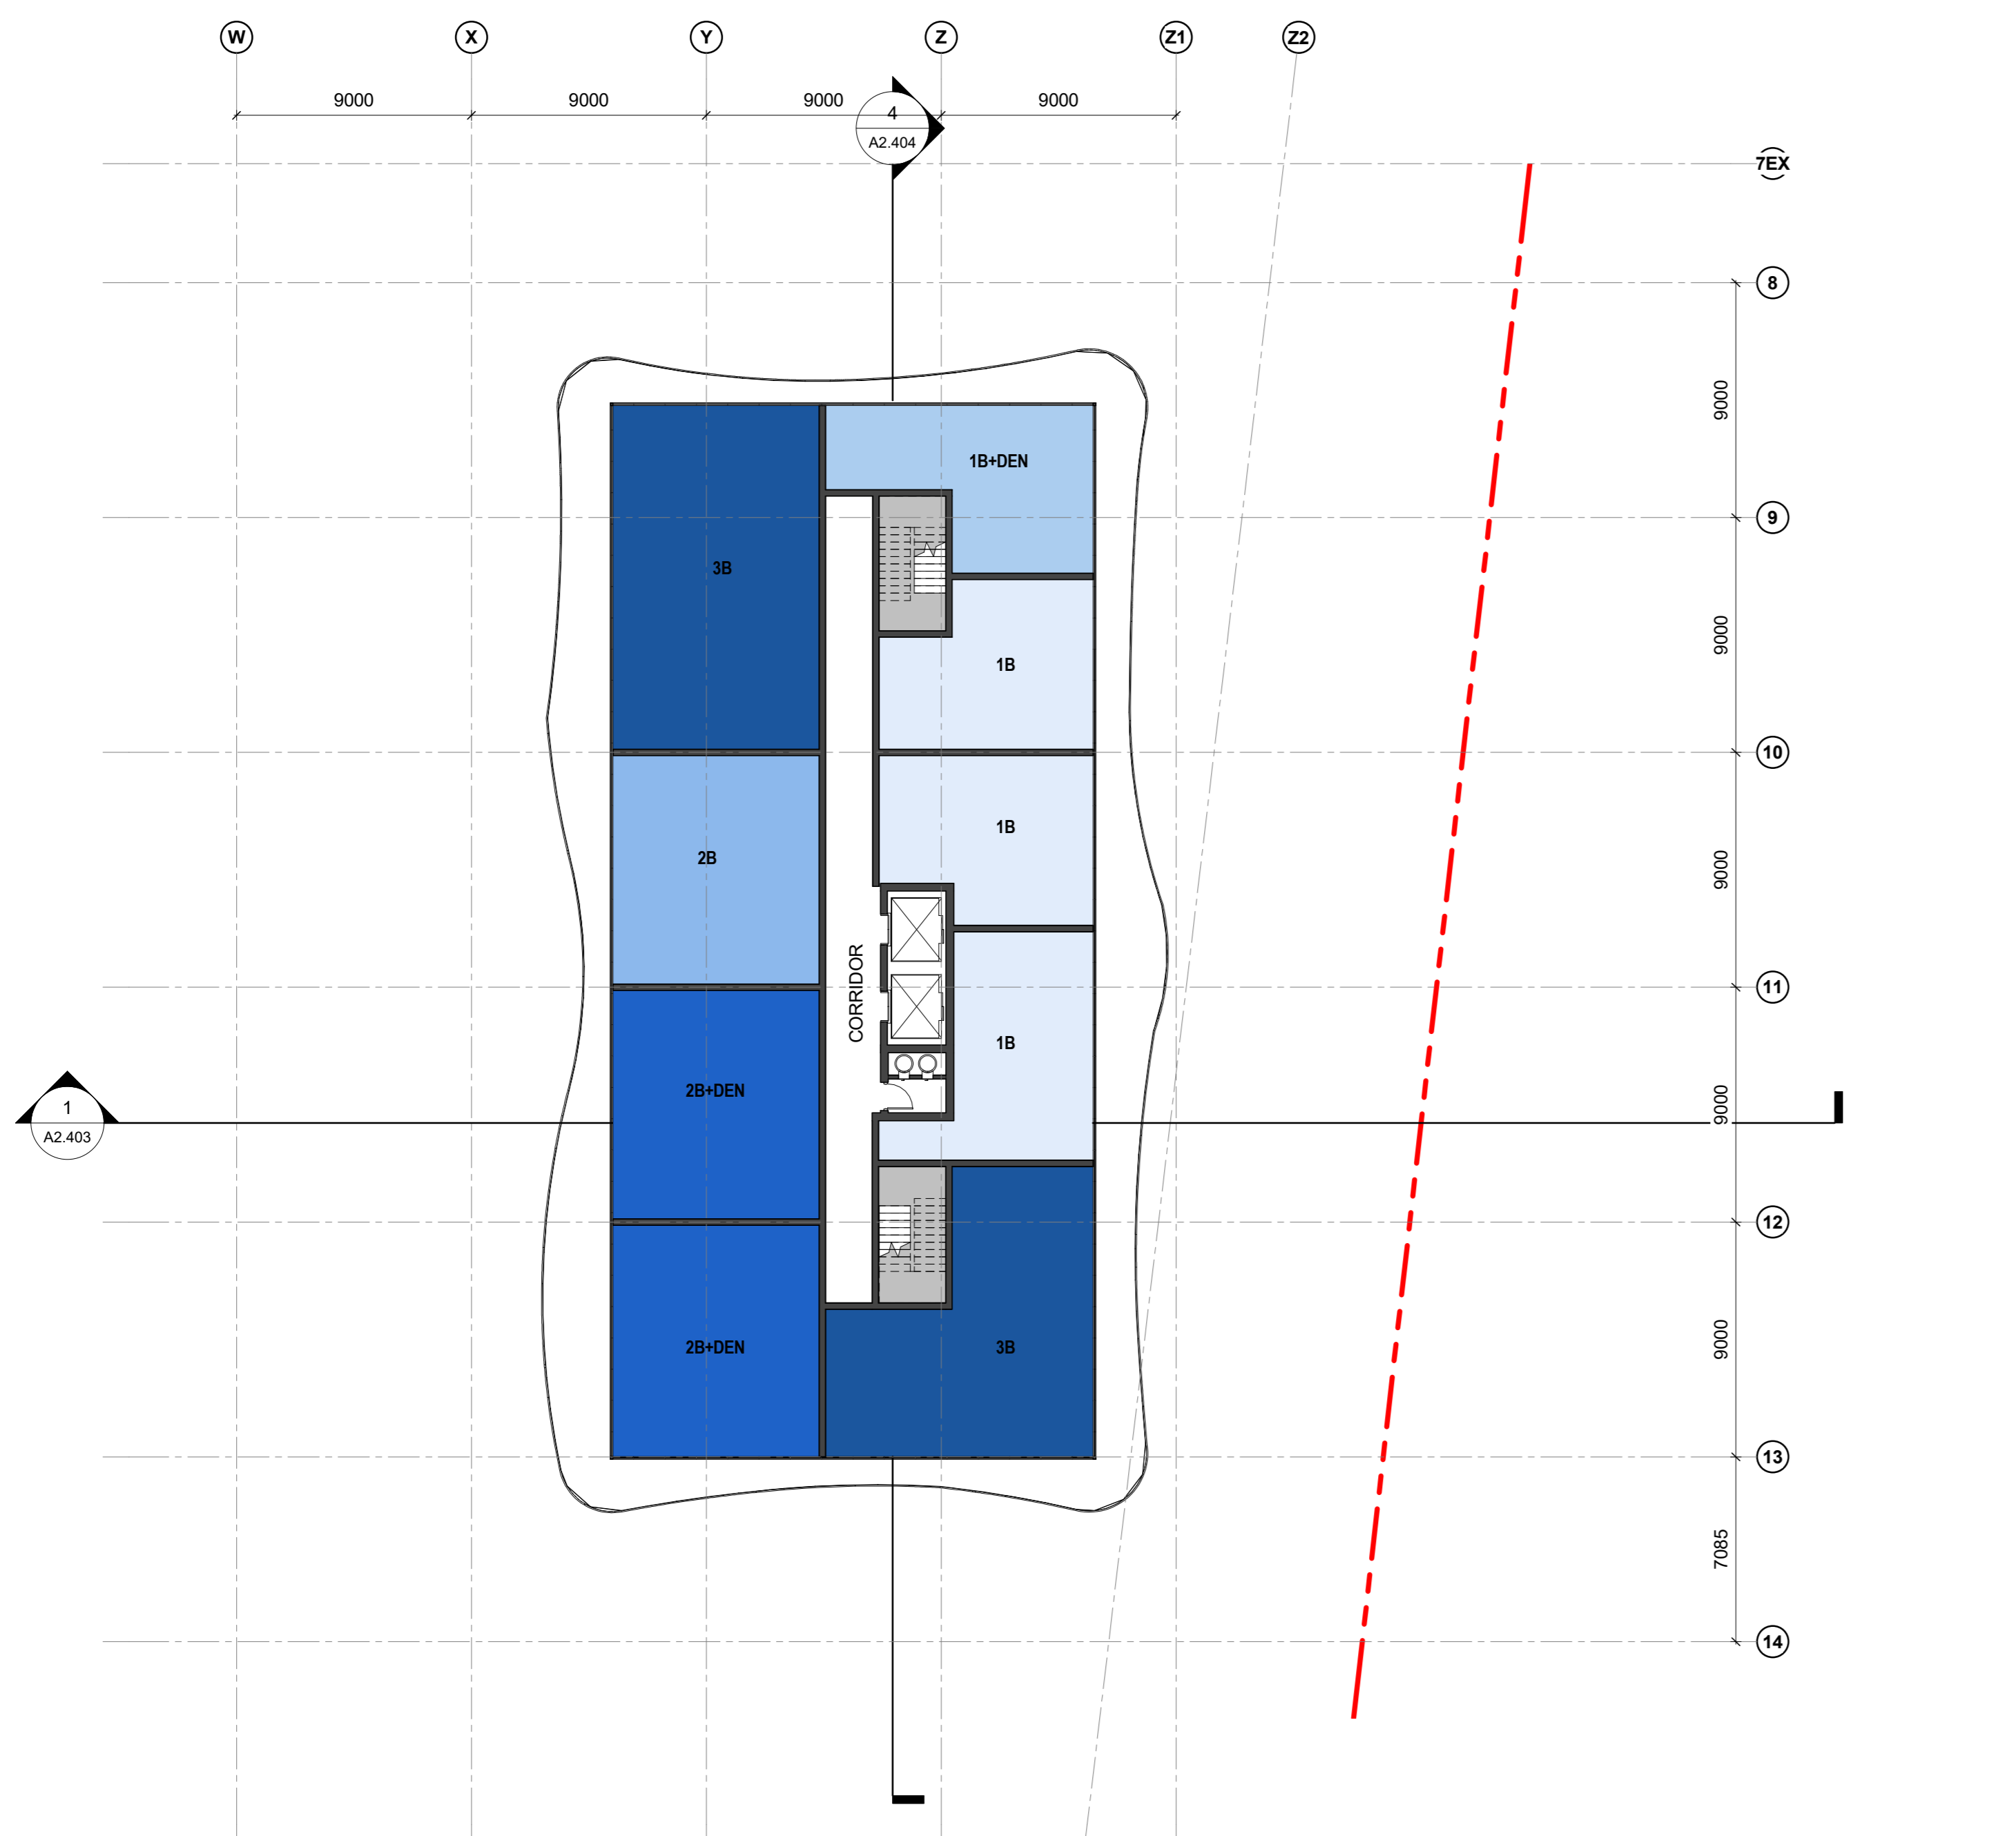 W X Y Z Z1 Z2
9000 9000 9000 9000
4
A2.404
7EX
8
9000
1B+DEN
9
3B
9000
1B
10
1B
9000
2B
CORRIDOR
11
1B
2B+DEN
9000
1
A2.403
12
2B+DEN
3B
9000
13
7085
14